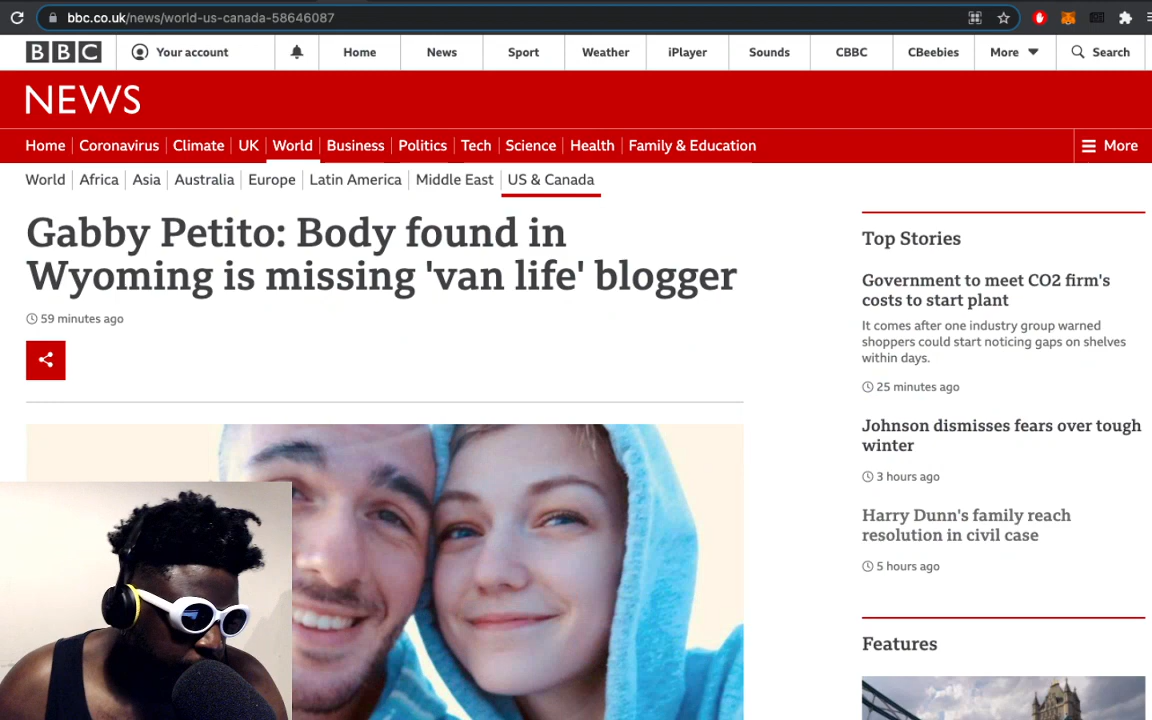 bbc.co.uk/news/world-us-canada-58646087
BBC Your account Home News Sport Weather iPlayer Sounds CBBC CBeebies More Search
NEWS
Home Coronavirus Climate UK World Business Politics Tech Science Health Family & Education More
World Africa Asia Australia Europe Latin America Middle East US & Canada
Gabby Petito: Body found in
Wyoming is missing 'van life' blogger
59 minutes ago
Top Stories
Government to meet CO2 firm's
costs to start plant
It comes after one industry group warned
shoppers could start noticing gaps on shelves
within days.
25 minutes ago
Johnson dismisses fears over tough
winter
3 hours ago
Harry Dunn's family reach
resolution in civil case
5 hours ago
Features